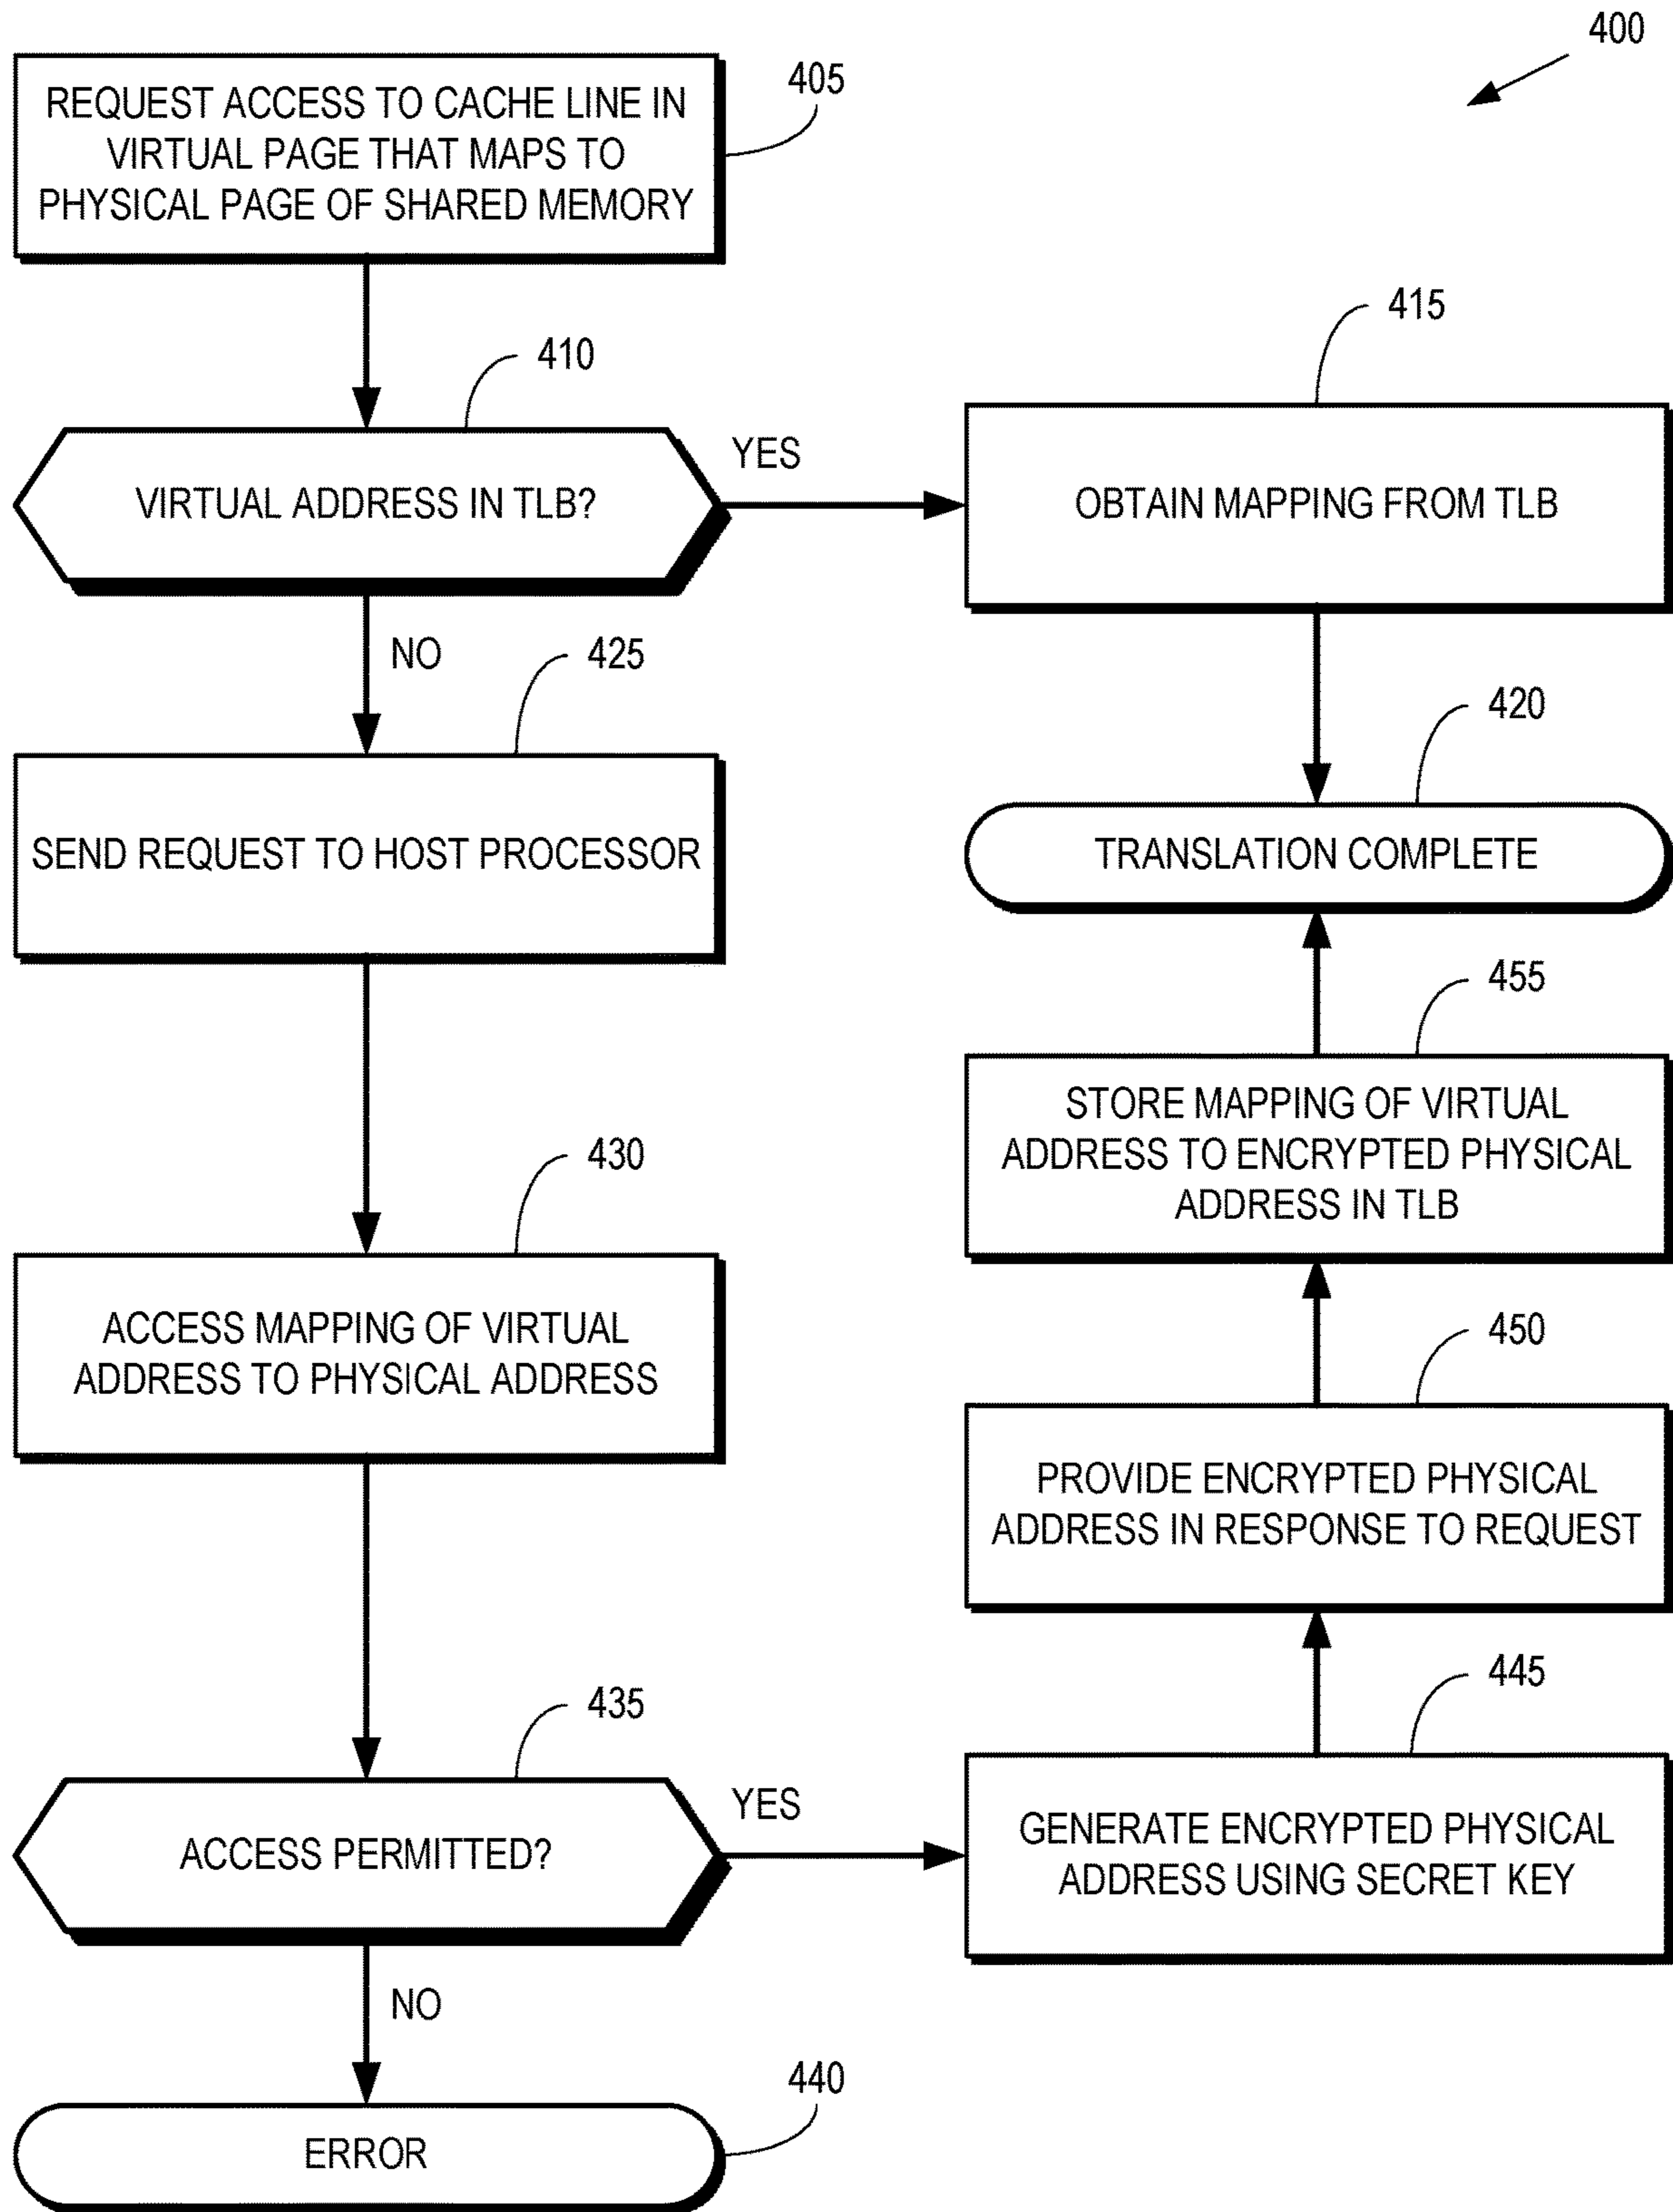 400
REQUEST ACCESS TO CACHE LINE IN
VIRTUAL PAGE THAT MAPS TO
PHYSICAL PAGE OF SHARED MEMORY
405
410
VIRTUAL ADDRESS IN TLB?
YES
NO
415
OBTAIN MAPPING FROM TLB
420
TRANSLATION COMPLETE
425
SEND REQUEST TO HOST PROCESSOR
430
ACCESS MAPPING OF VIRTUAL
ADDRESS TO PHYSICAL ADDRESS
435
ACCESS PERMITTED?
YES
NO
440
ERROR
445
GENERATE ENCRYPTED PHYSICAL
ADDRESS USING SECRET KEY
450
PROVIDE ENCRYPTED PHYSICAL
ADDRESS IN RESPONSE TO REQUEST
455
STORE MAPPING OF VIRTUAL
ADDRESS TO ENCRYPTED PHYSICAL
ADDRESS IN TLB